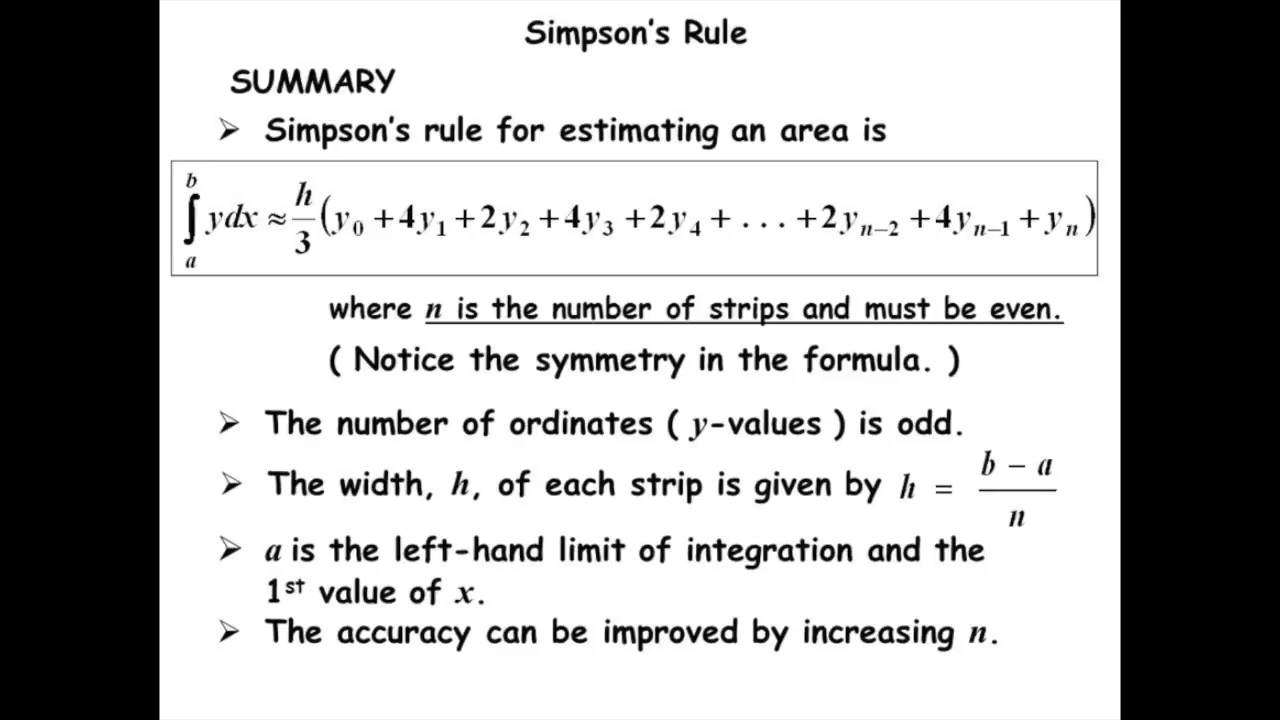 Simpson's Rule
SUMMARY
➢ Simpson's rule for estimating an area is
∫ₐᵇ ydx ≈ h/3 (y₀ + 4y₁ + 2y₂ + 4y₃ + 2y₄ + . . . + 2yₙ₋₂ + 4yₙ₋₁ + yₙ)
where n is the number of strips and must be even.
( Notice the symmetry in the formula. )
➢ The number of ordinates ( y-values ) is odd.
➢ The width, h, of each strip is given by h = (b − a)/n
➢ a is the left-hand limit of integration and the
1ˢᵗ value of x.
➢ The accuracy can be improved by increasing n.